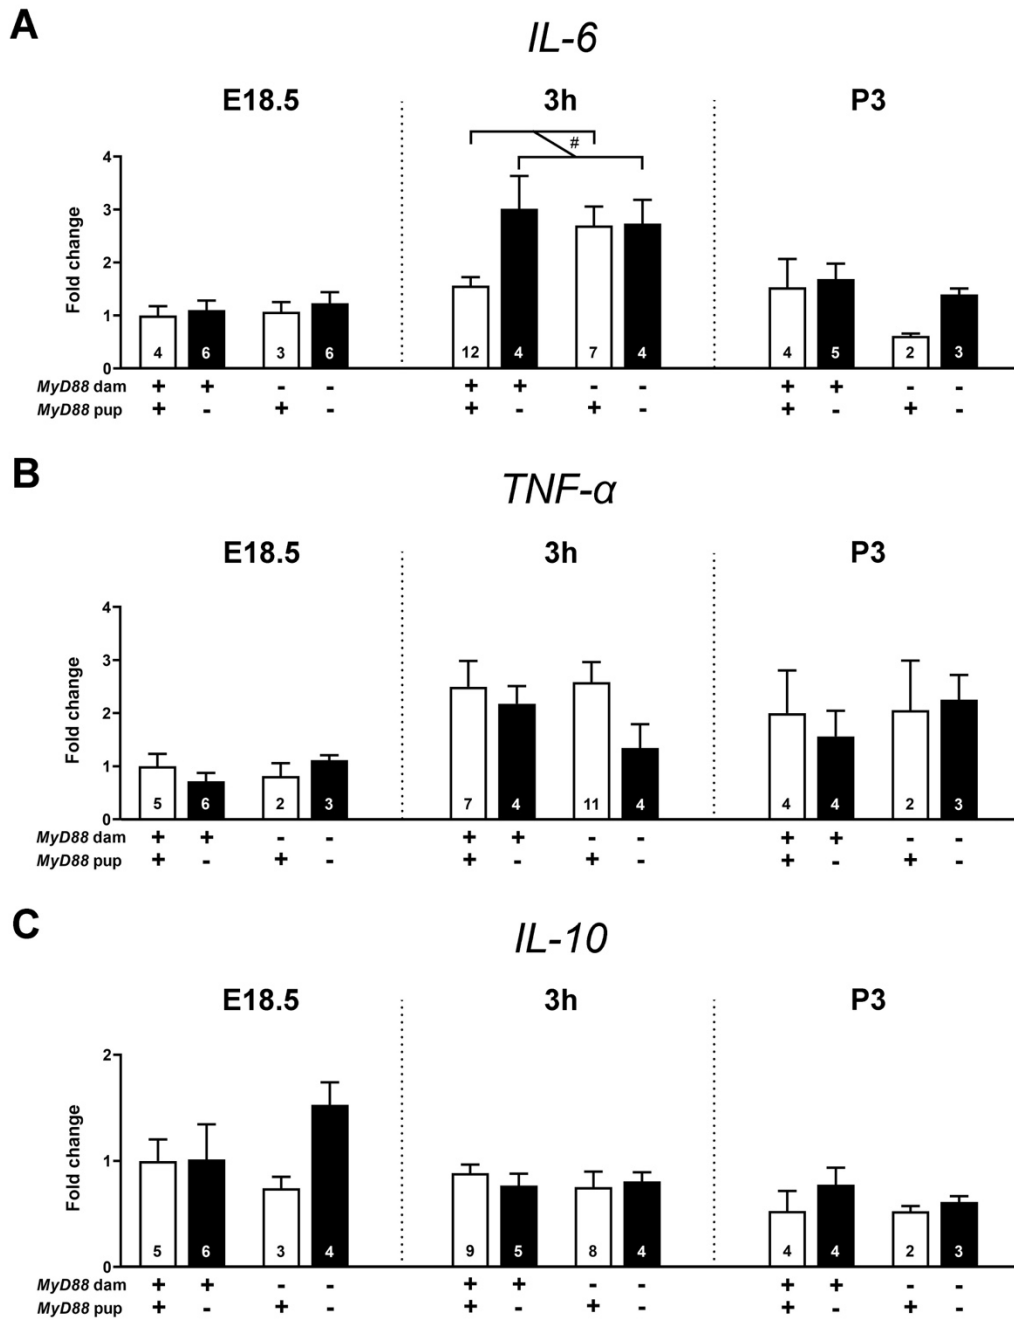 A
IL-6
E18.5 3h P3
#
Fold change
4
3
2
1
0
4 6 3 6 12 4 7 4 4 5 2 3
MyD88 dam + + - - + + - - + + - -
MyD88 pup + - + - + - + - + - + -
B
TNF-α
E18.5 3h P3
Fold change
4
3
2
1
0
5 6 2 3 7 4 11 4 4 4 2 3
MyD88 dam + + - - + + - - + + - -
MyD88 pup + - + - + - + - + - + -
C
IL-10
E18.5 3h P3
Fold change
2
1
0
5 6 3 4 9 5 8 4 4 4 2 3
MyD88 dam + + - - + + - - + + - -
MyD88 pup + - + - + - + - + - + -